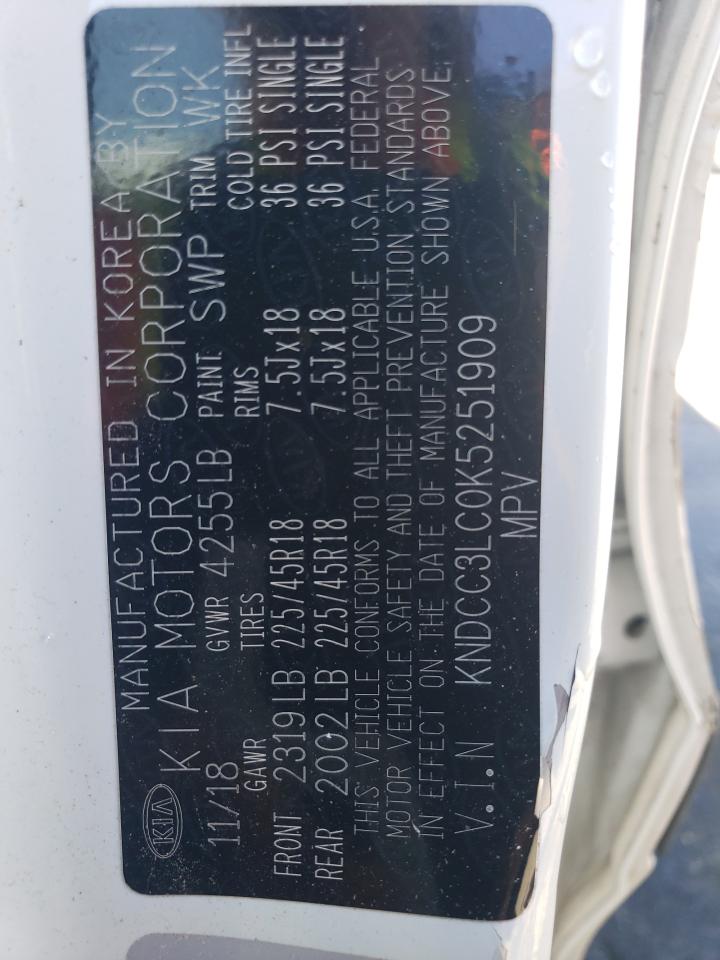 KIA
MANUFACTURED IN KOREA BY
KIA MOTORS CORPORATION
11/18 GVWR 4255LB PAINT SWP TRIM WK
GAWR TIRES RIMS COLD TIRE INFL
FRONT 2319LB 225/45R18 7.5Jx18 36 PSI SINGLE
REAR 2002LB 225/45R18 7.5Jx18 36 PSI SINGLE
THIS VEHICLE CONFORMS TO ALL APPLICABLE U.S.A. FEDERAL
MOTOR VEHICLE SAFETY AND THEFT PREVENTION STANDARDS
IN EFFECT ON THE DATE OF MANUFACTURE SHOWN ABOVE.
V.I.N KNDCC3LC0K5251909
MPV